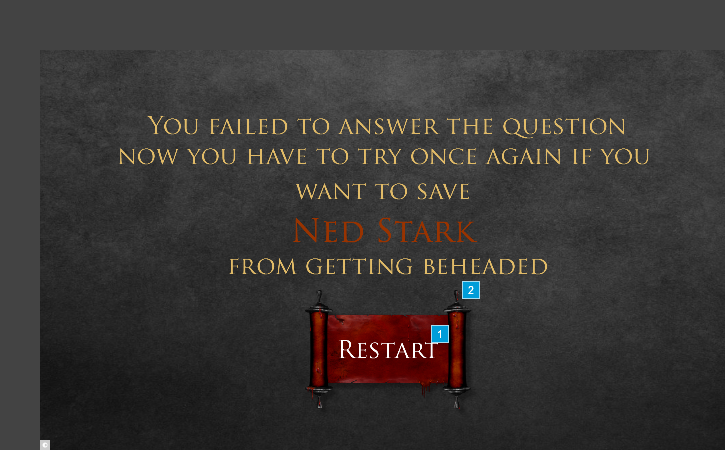 You failed to answer the question
now you have to try once again if you
want to save
Ned Stark
from getting beheaded
2
1
Restart